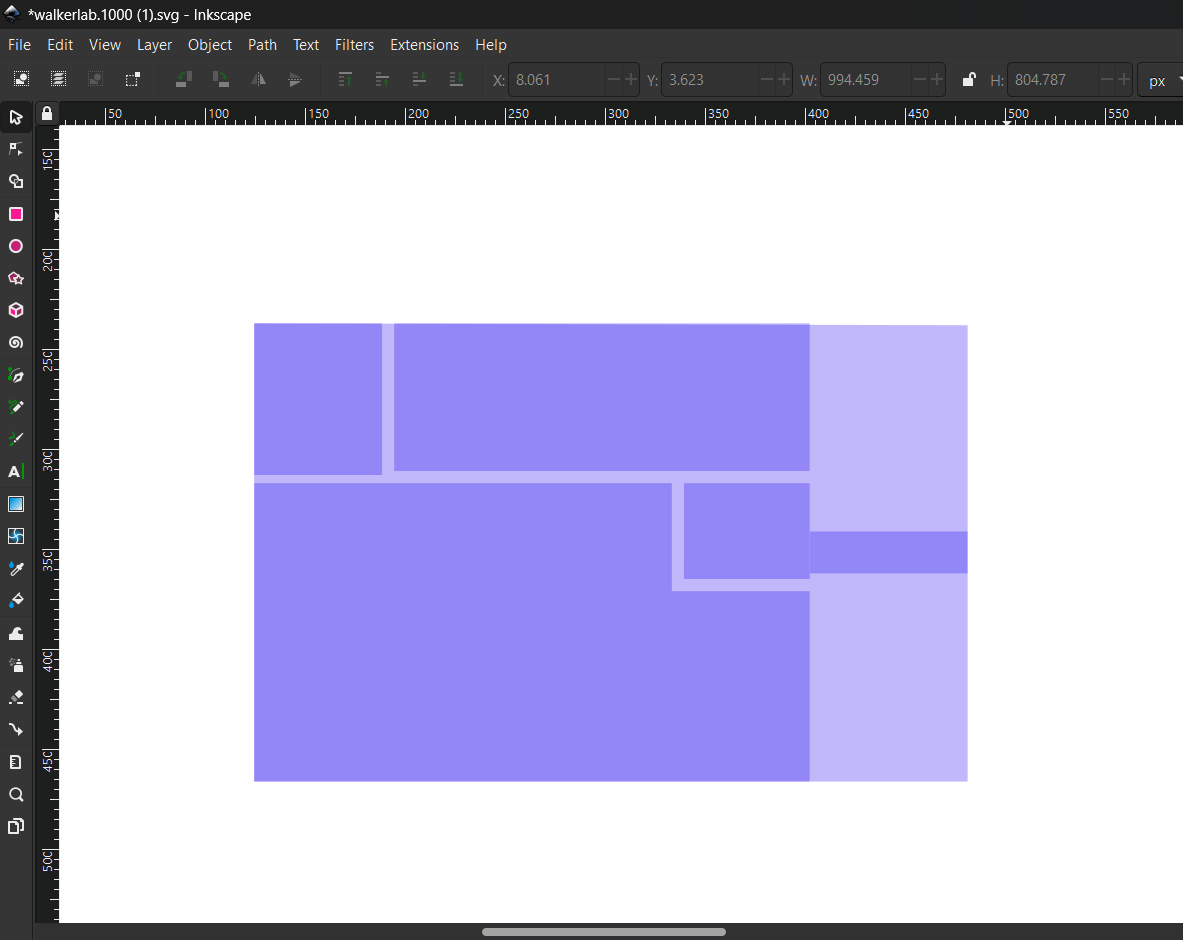 *walkerlab.1000 (1).svg - Inkscape
File Edit View Layer Object Path Text Filters Extensions Help
X: 8.061 Y: 3.623 W: 994.459 H: 804.787 px
50 100 150 200 250 300 350 400 450 500 550
150
200
250
300
350
400
450
500